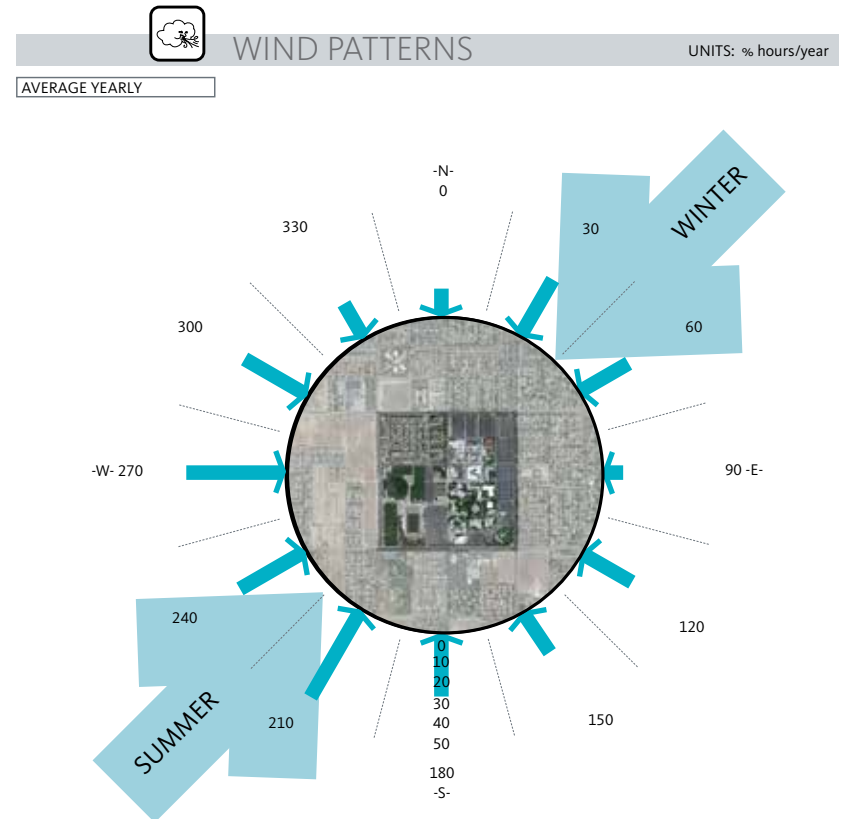 WIND PATTERNS
UNITS: % hours/year
AVERAGE YEARLY
-N-
0
330
30
WINTER
300
60
-W- 270
90 -E-
240
120
SUMMER
210
150
0
10
20
30
40
50
180
-S-